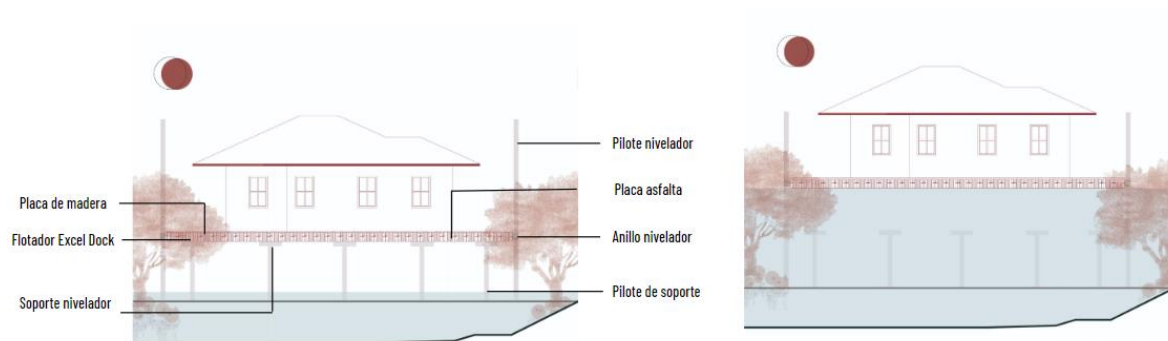 Pilote nivelador
Placa asfalta
Placa de madera
Flotador Excel Dock
Anillo nivelador
Soporte nivelador
Pilote de soporte